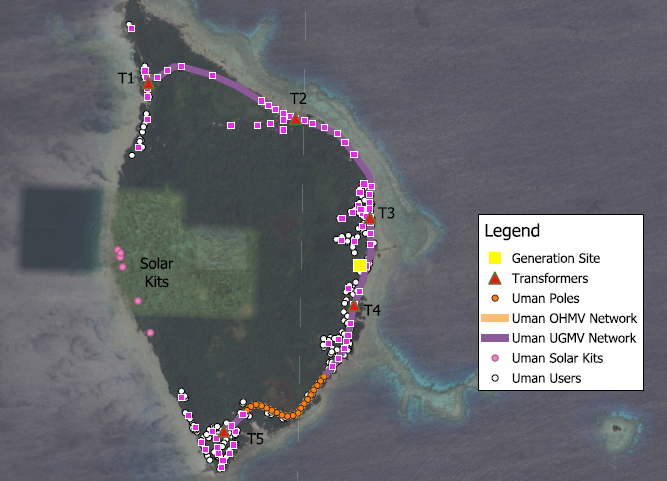 T1
T2
T3
Solar
Kits
T4
T5
Legend
Generation Site
Transformers
Uman Poles
Uman OHMV Network
Uman UGMV Network
Uman Solar Kits
Uman Users